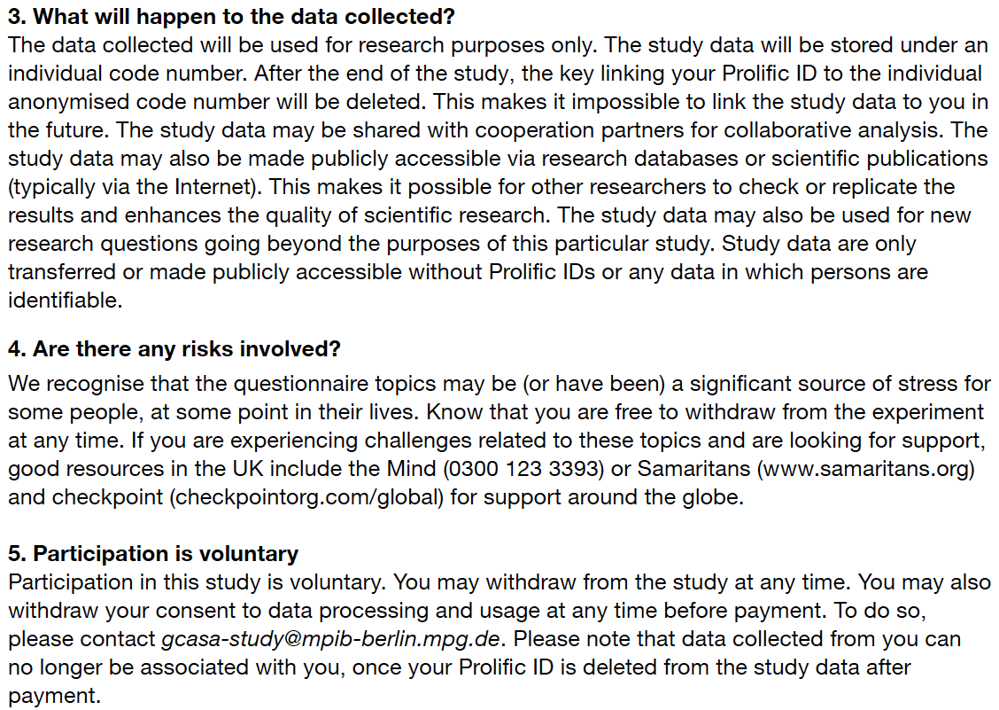 3. What will happen to the data collected?
The data collected will be used for research purposes only. The study data will be stored under an
individual code number. After the end of the study, the key linking your Prolific ID to the individual
anonymised code number will be deleted. This makes it impossible to link the study data to you in
the future. The study data may be shared with cooperation partners for collaborative analysis. The
study data may also be made publicly accessible via research databases or scientific publications
(typically via the Internet). This makes it possible for other researchers to check or replicate the
results and enhances the quality of scientific research. The study data may also be used for new
research questions going beyond the purposes of this particular study. Study data are only
transferred or made publicly accessible without Prolific IDs or any data in which persons are
identifiable.
4. Are there any risks involved?
We recognise that the questionnaire topics may be (or have been) a significant source of stress for
some people, at some point in their lives. Know that you are free to withdraw from the experiment
at any time. If you are experiencing challenges related to these topics and are looking for support,
good resources in the UK include the Mind (0300 123 3393) or Samaritans (www.samaritans.org)
and checkpoint (checkpointorg.com/global) for support around the globe.
5. Participation is voluntary
Participation in this study is voluntary. You may withdraw from the study at any time. You may also
withdraw your consent to data processing and usage at any time before payment. To do so,
please contact gcasa-study@mpib-berlin.mpg.de. Please note that data collected from you can
no longer be associated with you, once your Prolific ID is deleted from the study data after
payment.